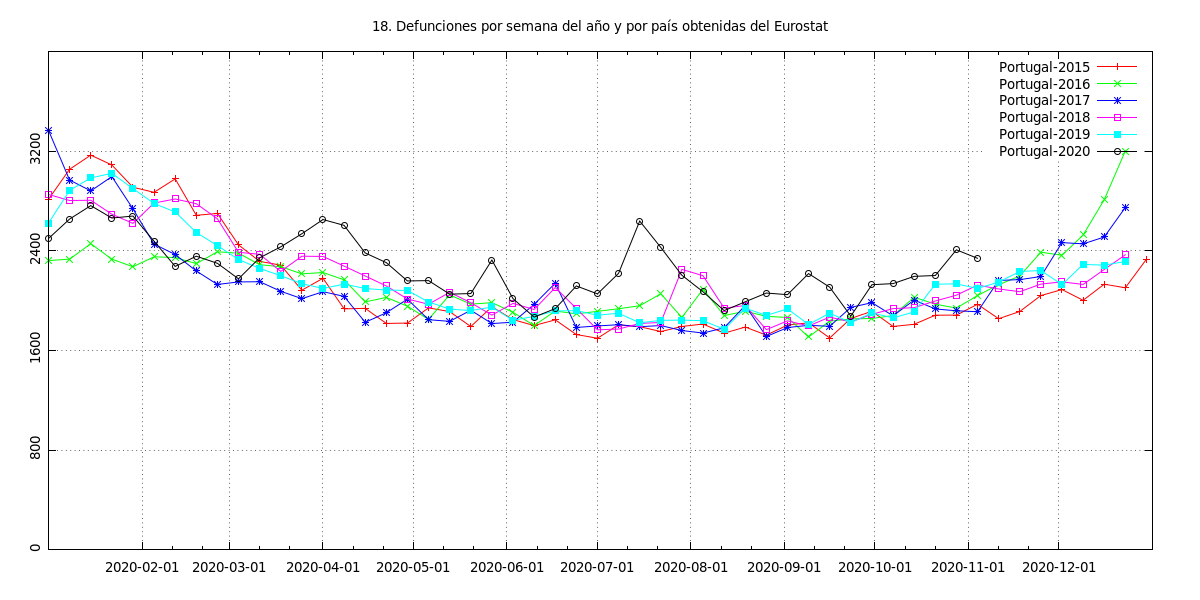 18. Defunciones por semana del año y por país obtenidas del Eurostat
Portugal-2015
Portugal-2016
Portugal-2017
Portugal-2018
Portugal-2019
Portugal-2020
3200
2400
1600
800
0
2020-02-01 2020-03-01 2020-04-01 2020-05-01 2020-06-01 2020-07-01 2020-08-01 2020-09-01 2020-10-01 2020-11-01 2020-12-01